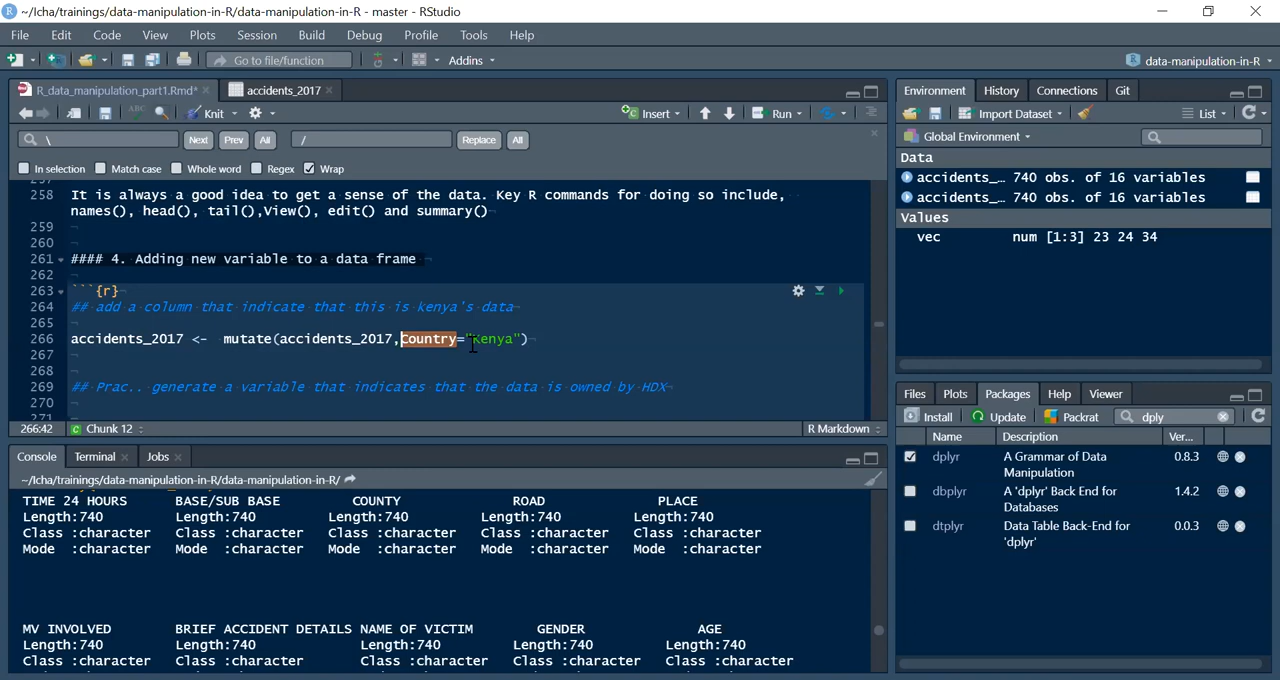 ~/Icha/trainings/data-manipulation-in-R/data-manipulation-in-R - master - RStudio
File Edit Code View Plots Session Build Debug Profile Tools Help
Go to file/function Addins data-manipulation-in-R
R_data_manipulation_part1.Rmd* accidents_2017
Knit Insert Run
\ Next Prev All / Replace All
In selection Match case Whole word Regex Wrap
257
258 It is always a good idea to get a sense of the data. Key R commands for doing so include,
names(), head(), tail(),View(), edit() and summary()
259
260
261 #### 4. Adding new variable to a data frame
262
263 ```{r}
264 ## add a column that indicate that this is kenya's data
265
266 accidents_2017 <- mutate(accidents_2017,Country="Kenya")
267
268
269 ## Prac.. generate a variable that indicates that the data is owned by HDX
270
271
266:42 Chunk 12 R Markdown
Console Terminal Jobs
~/Icha/trainings/data-manipulation-in-R/data-manipulation-in-R/
TIME 24 HOURS BASE/SUB BASE COUNTY ROAD PLACE
Length:740 Length:740 Length:740 Length:740 Length:740
Class :character Class :character Class :character Class :character Class :character
Mode :character Mode :character Mode :character Mode :character Mode :character
MV INVOLVED BRIEF ACCIDENT DETAILS NAME OF VICTIM GENDER AGE
Length:740 Length:740 Length:740 Length:740 Length:740
Class :character Class :character Class :character Class :character Class :character
Environment History Connections Git
Import Dataset List
Global Environment
Data
accidents_… 740 obs. of 16 variables
accidents_… 740 obs. of 16 variables
Values
vec num [1:3] 23 24 34
Files Plots Packages Help Viewer
Install Update Packrat dply
Name Description Ver...
dplyr A Grammar of Data Manipulation 0.8.3
dbplyr A 'dplyr' Back End for Databases 1.4.2
dtplyr Data Table Back-End for 'dplyr' 0.0.3